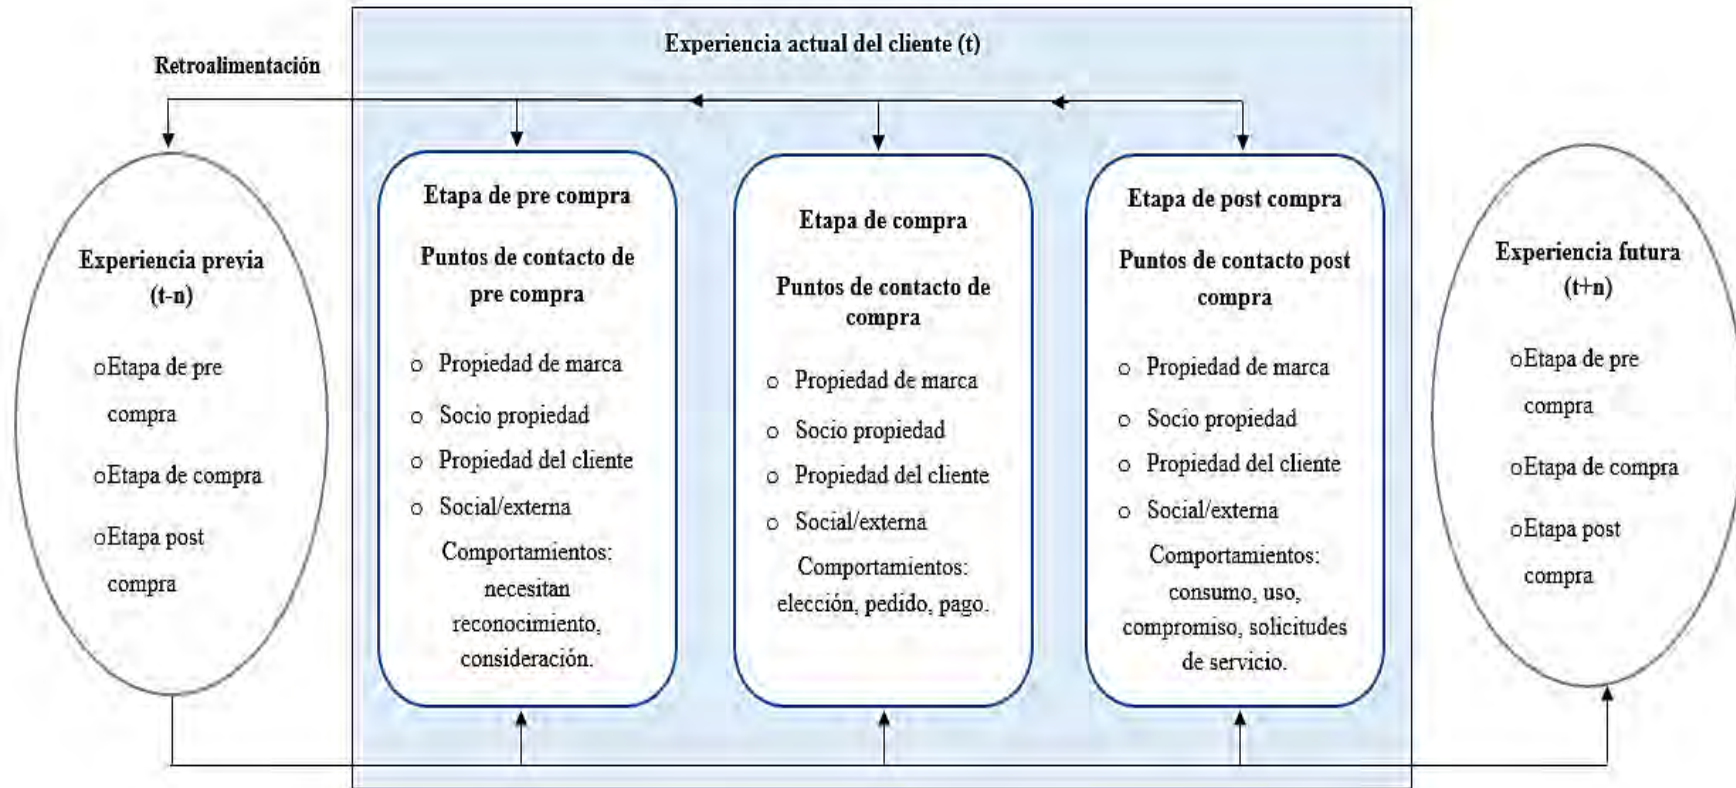 Experiencia actual del cliente (t)
Retroalimentación
Experiencia previa
(t-n)
oEtapa de pre
compra
oEtapa de compra
oEtapa post
compra
Etapa de pre compra
Puntos de contacto de
pre compra
o Propiedad de marca
o Socio propiedad
o Propiedad del cliente
o Social/externa
Comportamientos:
necesitan
reconocimiento,
consideración.
Etapa de compra
Puntos de contacto de
compra
o Propiedad de marca
o Socio propiedad
o Propiedad del cliente
o Social/externa
Comportamientos:
elección, pedido, pago.
Etapa de post compra
Puntos de contacto post
compra
o Propiedad de marca
o Socio propiedad
o Propiedad del cliente
o Social/externa
Comportamientos:
consumo, uso,
compromiso, solicitudes
de servicio.
Experiencia futura
(t+n)
oEtapa de pre
compra
oEtapa de compra
oEtapa post
compra